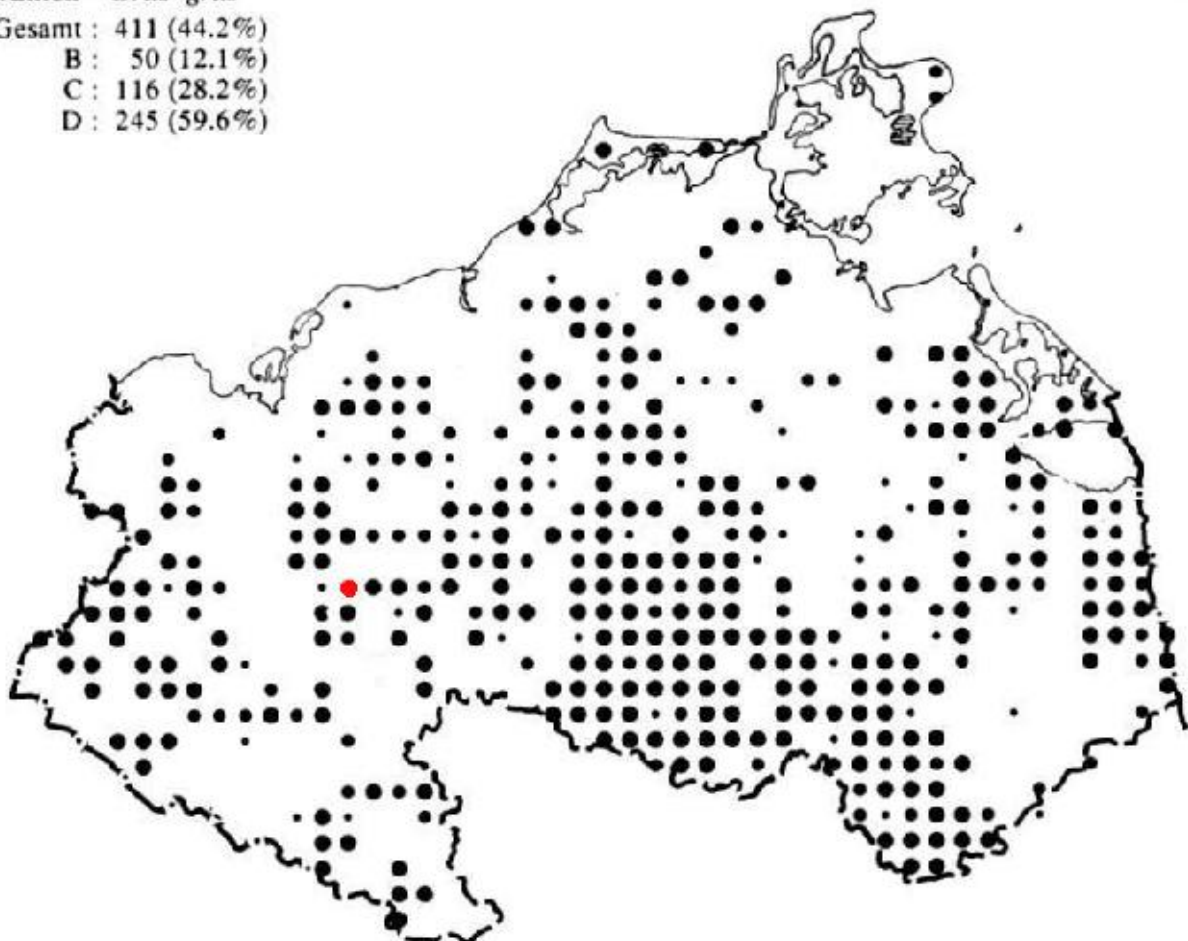 Gesamt : 411 (44.2%)
B : 50 (12.1%)
C : 116 (28.2%)
D : 245 (59.6%)